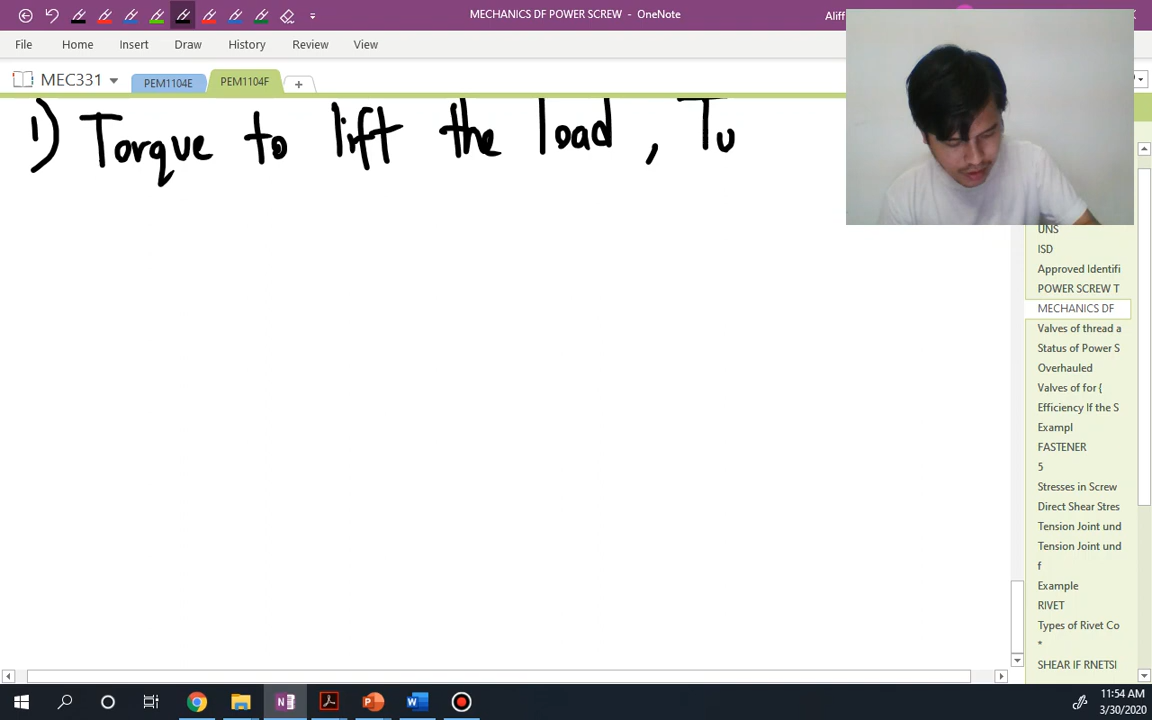 MECHANICS DF POWER SCREW - OneNote
Aliff
File Home Insert Draw History Review View
MEC331 PEM1104E PEM1104F +
1) Torque to lift the load, Tu
UNS
ISD
Approved Identifi
POWER SCREW T
MECHANICS DF
Valves of thread a
Status of Power S
Overhauled
Valves of for {
Efficiency If the S
Exampl
FASTENER
5
Stresses in Screw
Direct Shear Stres
Tension Joint und
Tension Joint und
f
Example
RIVET
Types of Rivet Co
*
SHEAR IF RNETSI
11:54 AM
3/30/2020